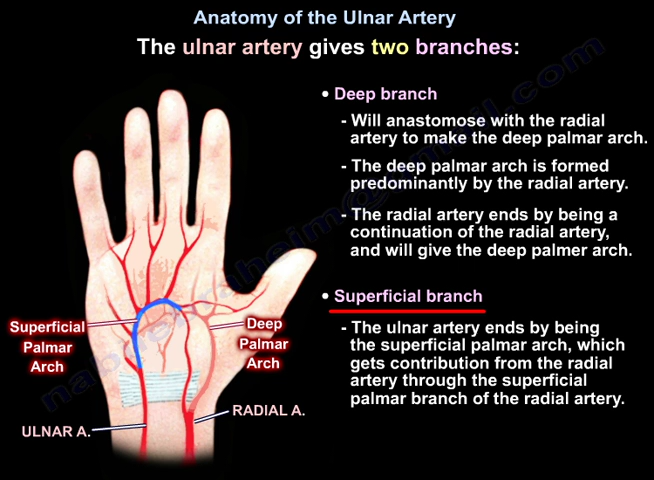 Anatomy of the Ulnar Artery
The ulnar artery gives two branches:
• Deep branch
- Will anastomose with the radial
artery to make the deep palmar arch.
- The deep palmar arch is formed
predominantly by the radial artery.
- The radial artery ends by being a
continuation of the radial artery,
and will give the deep palmer arch.
• Superficial branch
- The ulnar artery ends by being
the superficial palmar arch, which
gets contribution from the radial
artery through the superficial
palmar branch of the radial artery.
Superficial
Palmar
Arch
Deep
Palmar
Arch
RADIAL A.
ULNAR A.